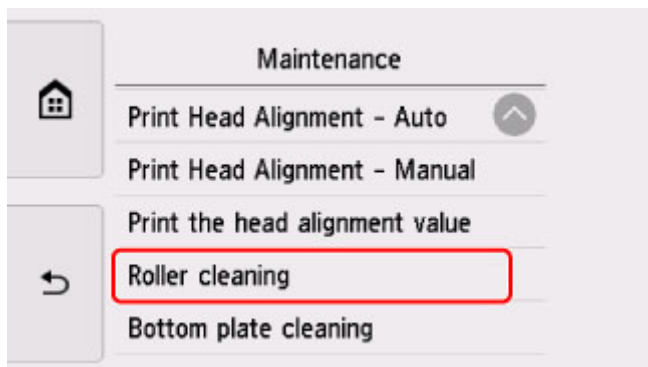 Maintenance
Print Head Alignment - Auto
Print Head Alignment - Manual
Print the head alignment value
Roller cleaning
Bottom plate cleaning